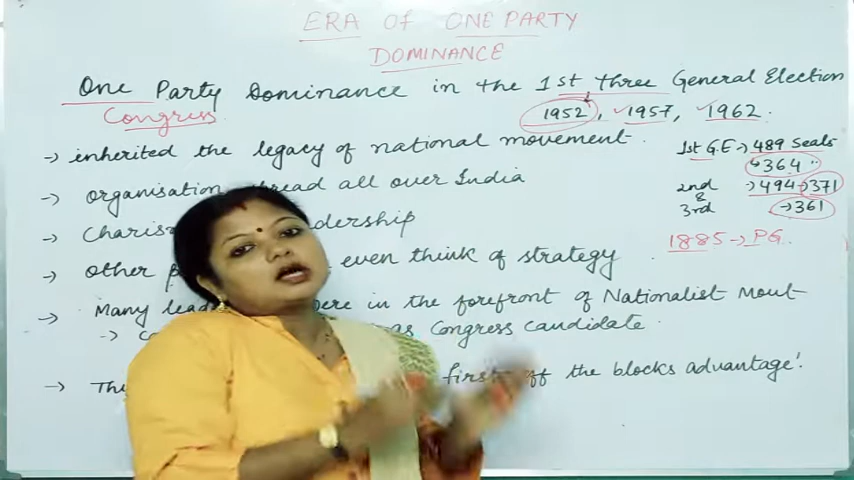 ERA OF ONE PARTY
DOMINANCE
One Party Dominance in the 1st three General Election
Congress
1952, 1957, 1962.
-> inherited the legacy of national movement.
-> organisation spread all over India
-> Charis dership
-> other even think of strategy
-> Many lea ere in the forefront of Nationalist Movt
-> as Congress candidate.
-> first off the blocks advantage'.
1st G.E -> 489 Seats
364
2nd -> 494 -> 371
&
3rd -> 361
1885 -> PG.